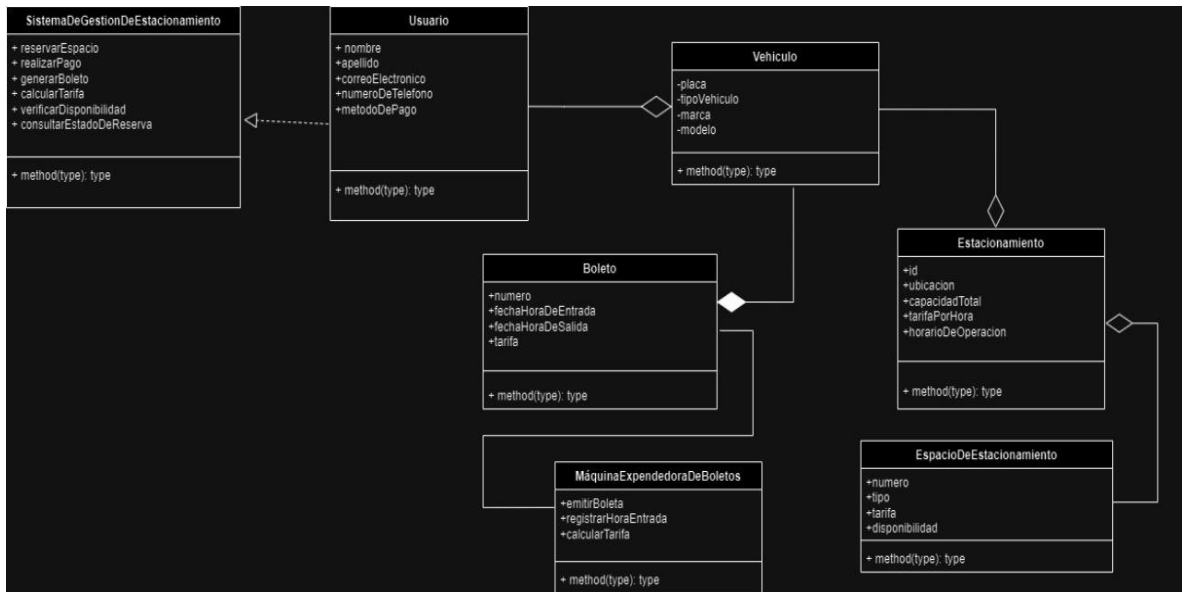 SistemaDeGestionDeEstacionamiento
+ reservarEspacio
+ realizarPago
+ generarBoleto
+ calcularTarifa
+ verificarDisponibilidad
+ consultarEstadoDeReserva
+ method(type): type
Usuario
+ nombre
+apellido
+correoElectronico
+numeroDeTelefono
+metodoDePago
+ method(type): type
Vehiculo
-placa
-tipoVehiculo
-marca
-modelo
+ method(type): type
Boleto
+numero
+fechaHoraDeEntrada
+fechaHoraDeSalida
+tarifa
+ method(type): type
Estacionamiento
+id
+ubicacion
+capacidadTotal
+tarifaPorHora
+horarioDeOperacion
+ method(type): type
MáquinaExpendedoraDeBoletos
+emitirBoleta
+registrarHoraEntrada
+calcularTarifa
+ method(type): type
EspacioDeEstacionamiento
+numero
+tipo
+tarifa
+disponibilidad
+ method(type): type